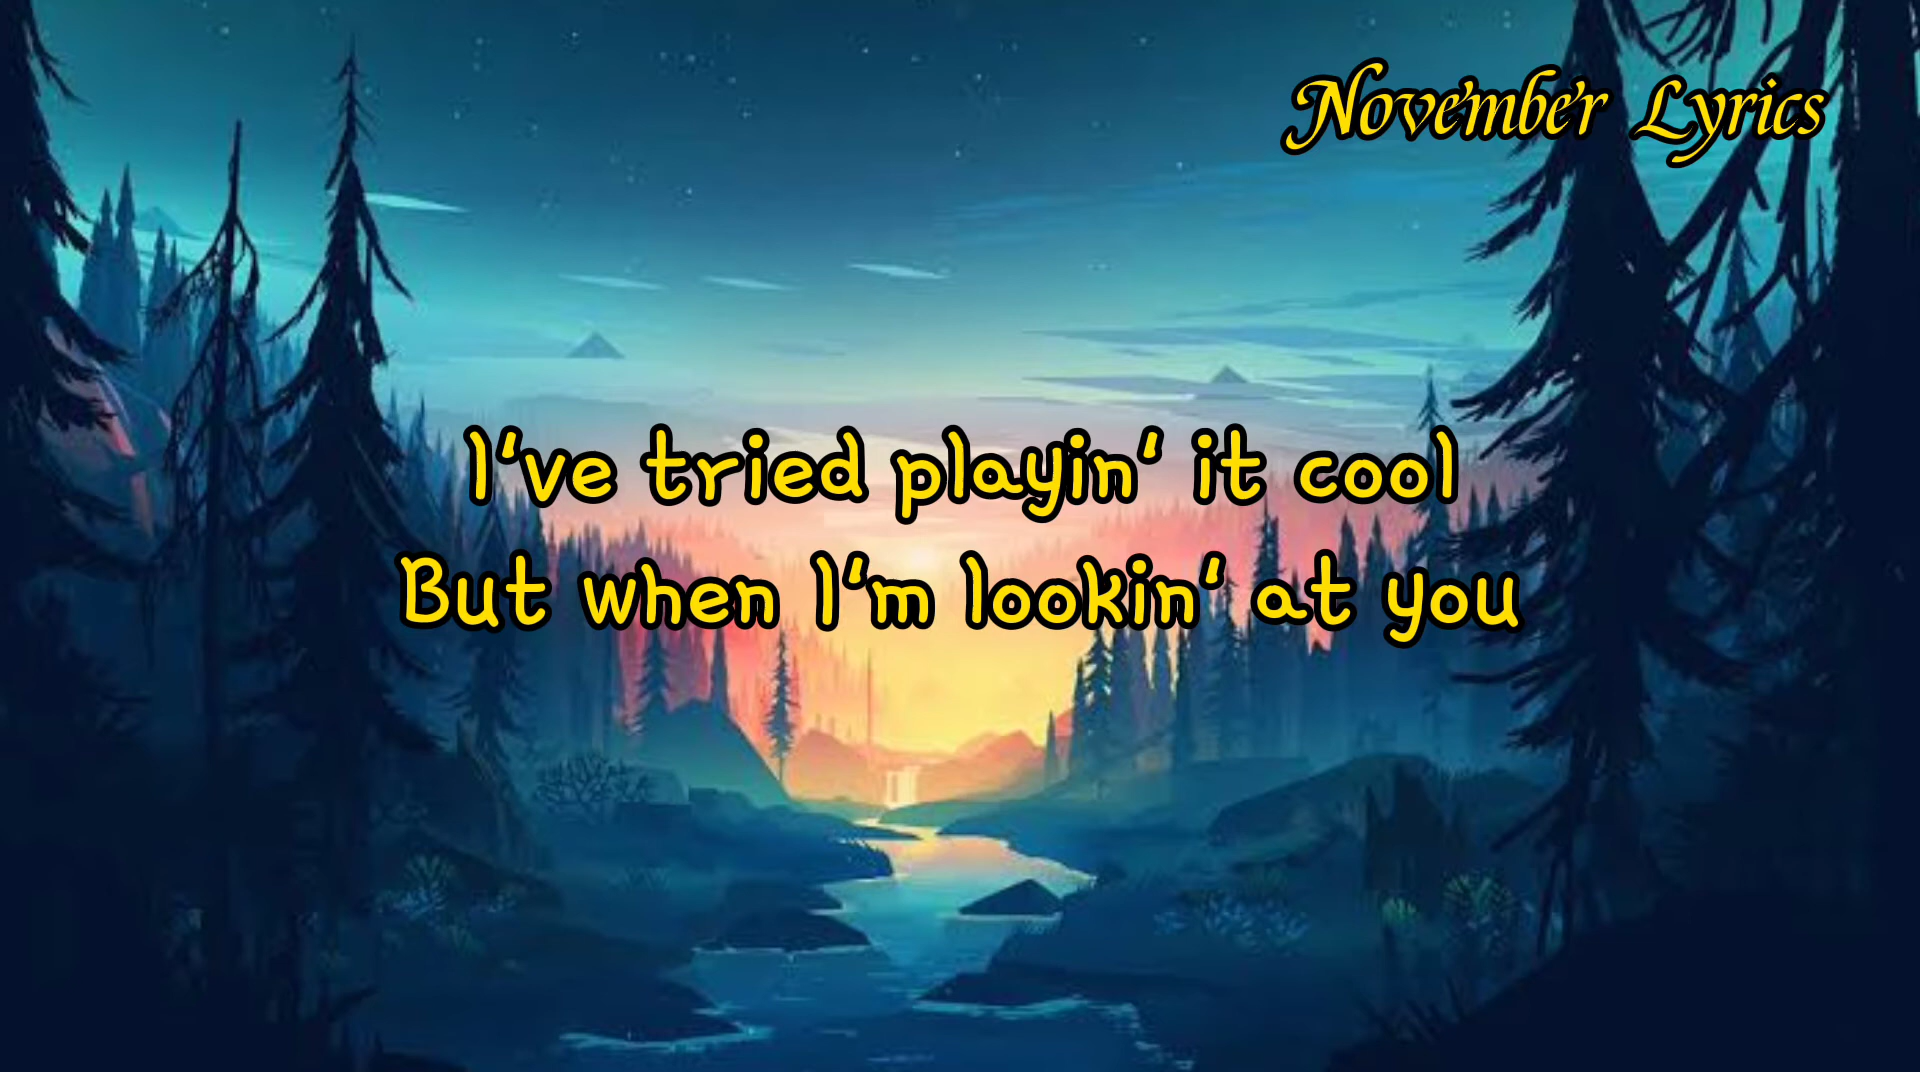 November Lyrics
I've tried playin' it cool
But when I'm lookin' at you